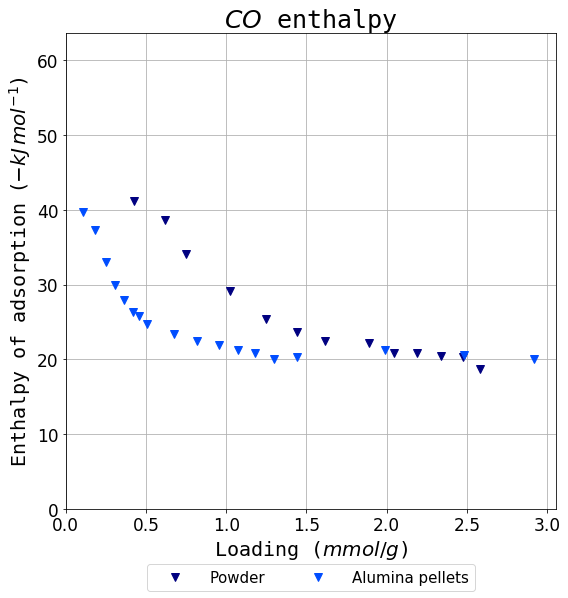 CO enthalpy
Enthalpy of adsorption (−kJ mol⁻¹)
60
50
40
30
20
10
0
0.0 0.5 1.0 1.5 2.0 2.5 3.0
Loading (mmol/g)
Powder Alumina pellets